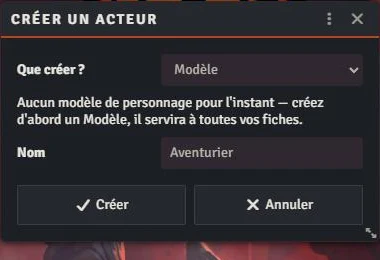 CRÉER UN ACTEUR
Que créer ? Modèle
Aucun modèle de personnage pour l'instant — créez
d'abord un Modèle, il servira à toutes vos fiches.
Nom Aventurier
Créer Annuler